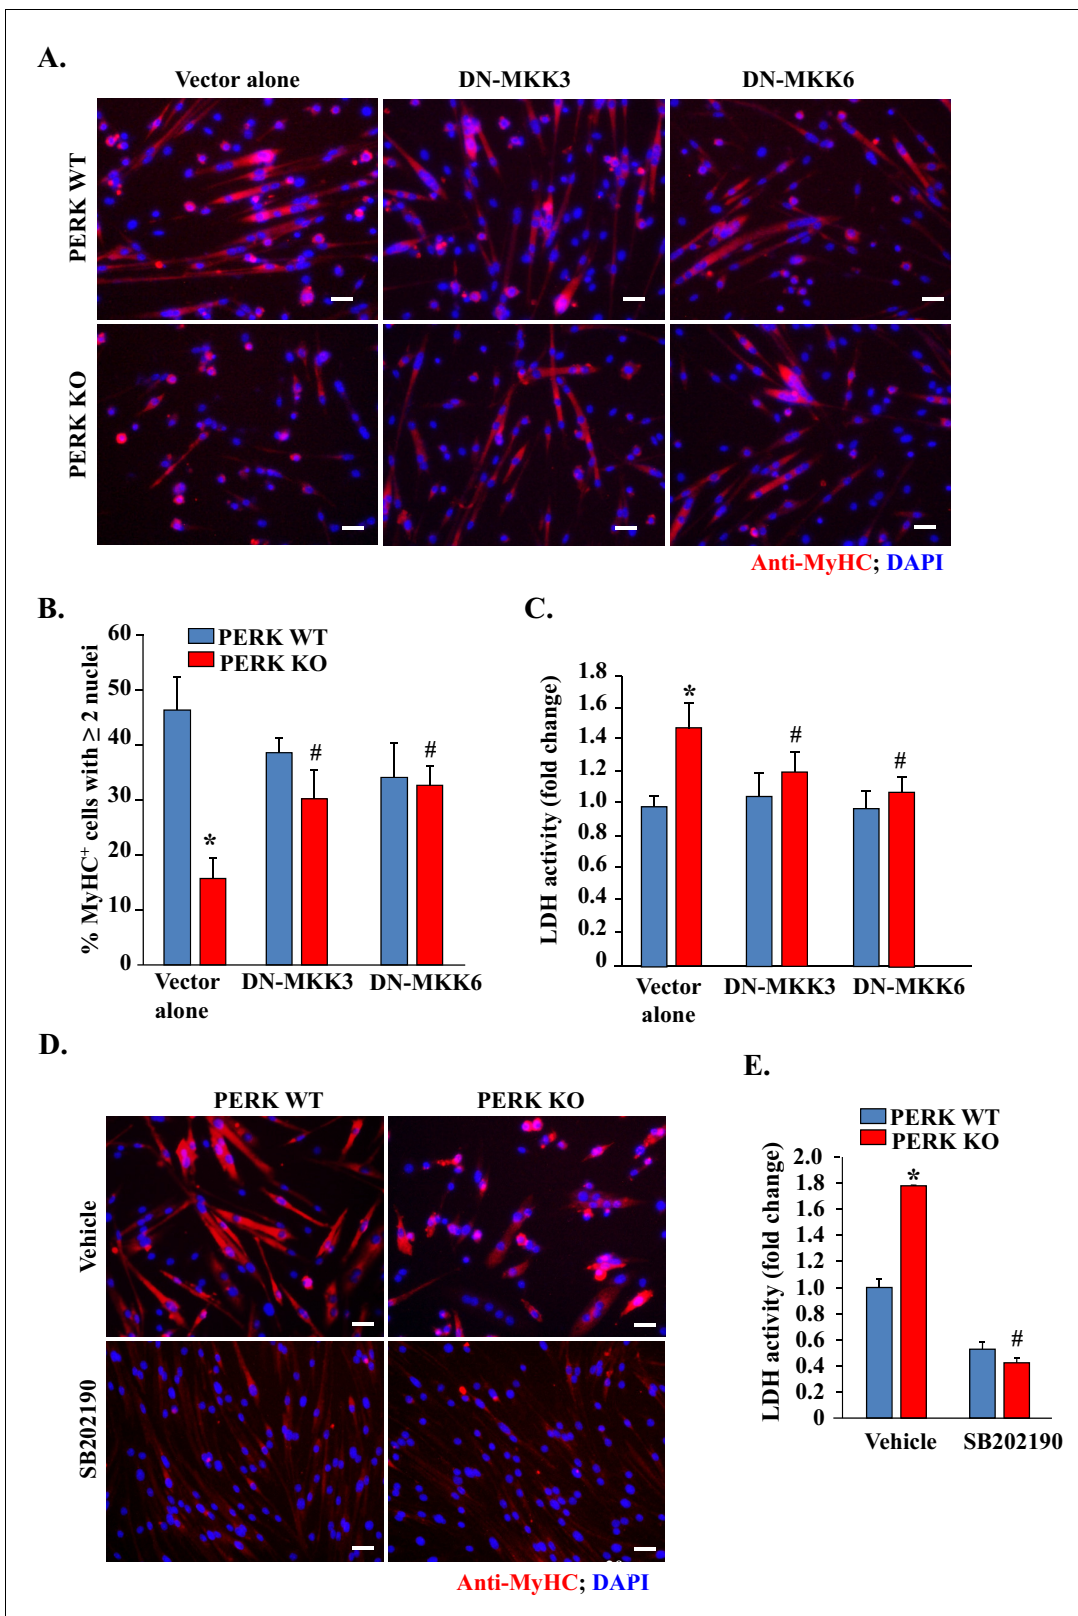 A.
Vector alone
DN-MKK3
DN-MKK6
PERK WT
PERK KO
Anti-MyHC; DAPI
B.
% MyHC⁺ cells with ≥ 2 nuclei
60
50
40
30
20
10
0
PERK WT
PERK KO
*
#
#
Vector alone
DN-MKK3
DN-MKK6
C.
LDH activity (fold change)
1.8
1.6
1.4
1.2
1.0
0.8
0.6
0.4
0.2
0
*
#
#
Vector alone
DN-MKK3
DN-MKK6
D.
PERK WT
PERK KO
Vehicle
SB202190
Anti-MyHC; DAPI
E.
PERK WT
PERK KO
LDH activity (fold change)
2.0
1.8
1.6
1.4
1.2
1.0
0.8
0.6
0.4
0.2
0
*
#
Vehicle
SB202190